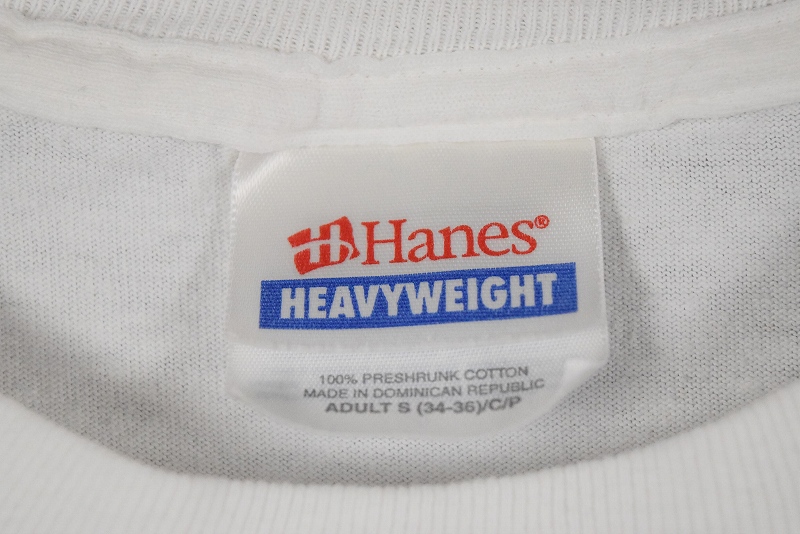 Hanes®
HEAVYWEIGHT
100% PRESHRUNK COTTON
MADE IN DOMINICAN REPUBLIC
ADULT S (34-36)/C/P